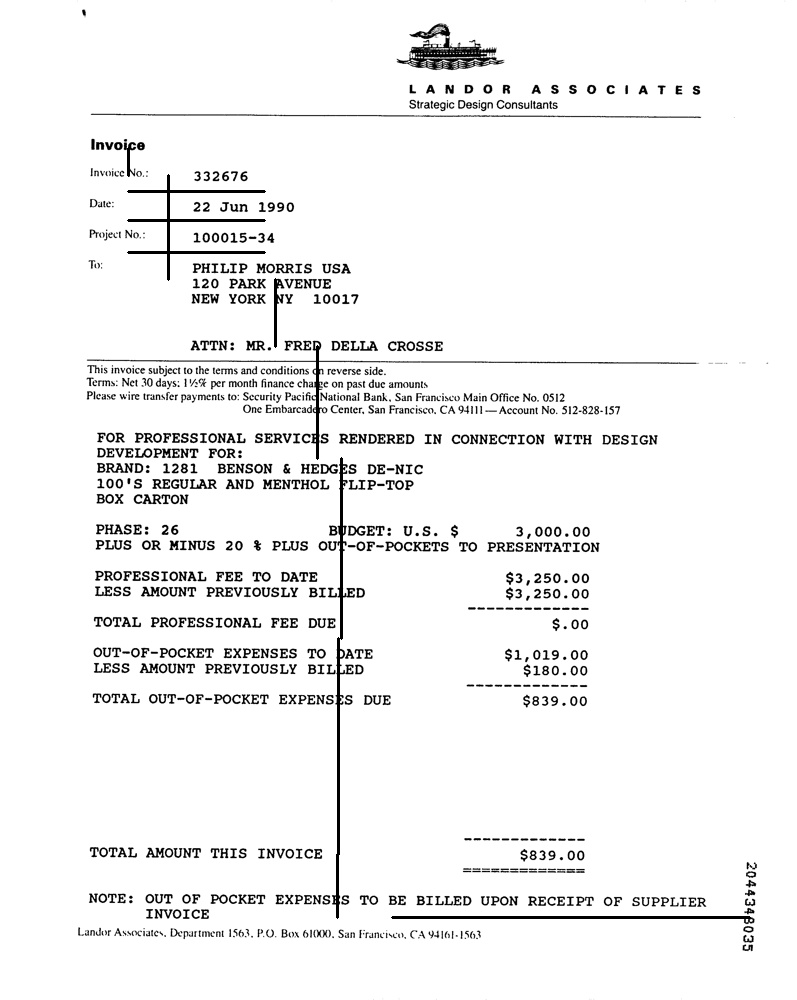 LANDOR ASSOCIATES
Strategic Design Consultants
Invoice
Invoice No.: 332676
Date: 22 Jun 1990
Project No.: 100015-34
To: PHILIP MORRIS USA
120 PARK AVENUE
NEW YORK NY 10017
ATTN: MR. FRED DELLA CROSSE
This invoice subject to the terms and conditions on reverse side.
Terms: Net 30 days; 1½% per month finance charge on past due amounts
Please wire transfer payments to: Security Pacific National Bank, San Francisco Main Office No. 0512
One Embarcadero Center, San Francisco, CA 94111 — Account No. 512-828-157
FOR PROFESSIONAL SERVICES RENDERED IN CONNECTION WITH DESIGN
DEVELOPMENT FOR:
BRAND: 1281 BENSON & HEDGES DE-NIC
100'S REGULAR AND MENTHOL FLIP-TOP
BOX CARTON
PHASE: 26 BUDGET: U.S. $ 3,000.00
PLUS OR MINUS 20 % PLUS OUT-OF-POCKETS TO PRESENTATION
PROFESSIONAL FEE TO DATE $3,250.00
LESS AMOUNT PREVIOUSLY BILLED $3,250.00
-------------
TOTAL PROFESSIONAL FEE DUE $.00
OUT-OF-POCKET EXPENSES TO DATE $1,019.00
LESS AMOUNT PREVIOUSLY BILLED $180.00
-------------
TOTAL OUT-OF-POCKET EXPENSES DUE $839.00
-------------
TOTAL AMOUNT THIS INVOICE $839.00
=============
NOTE: OUT OF POCKET EXPENSES TO BE BILLED UPON RECEIPT OF SUPPLIER
INVOICE
Landor Associates, Department 1563, P.O. Box 61000, San Francisco, CA 94161-1563
2044348035